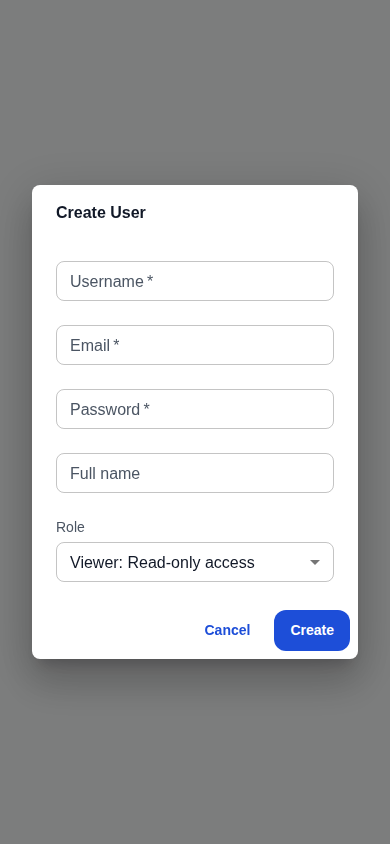 Create User
Username *
Email *
Password *
Full name
Role
Viewer: Read-only access
Cancel
Create